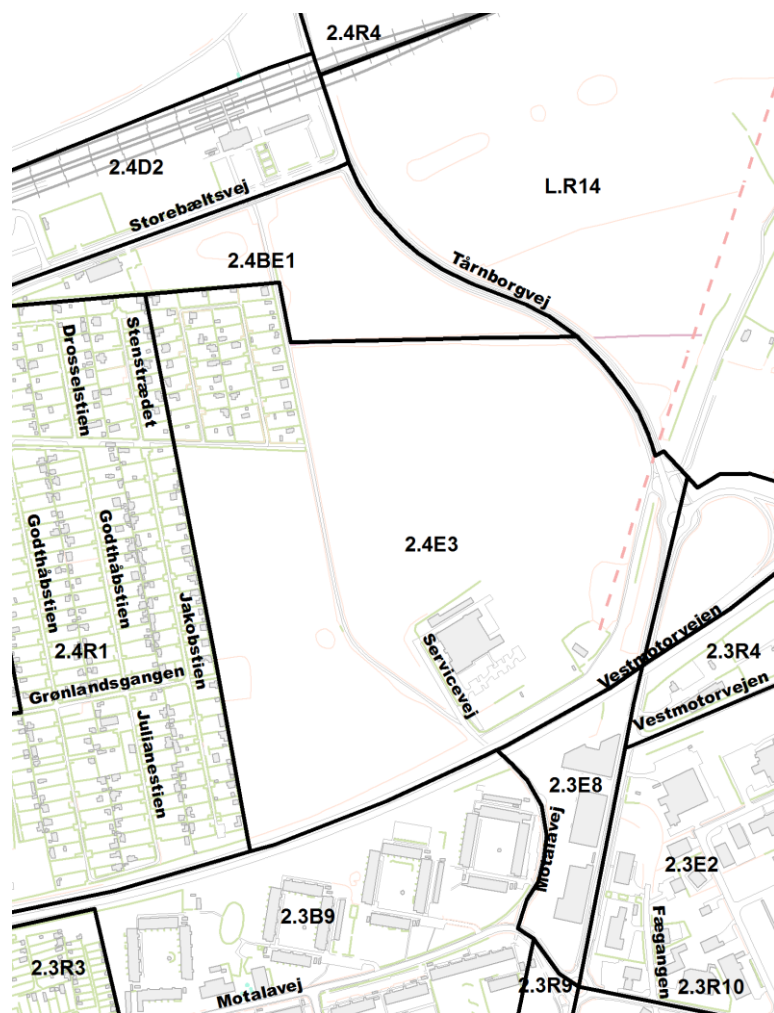 2.4R4
2.4D2
Storebæltsvej
L.R14
2.4BE1
Tårnborgvej
Drosselstien
Stenstrædet
Godthåbstien
Godthåbstien
2.4E3
Jakobstien
Servicevej
2.4R1
Grønlandsgangen
Vestmotorvejen
2.3R4
Vestmotorvejen
Julianestien
2.3E8
Motalavej
2.3E2
2.3B9
Fægangen
2.3R3
Motalavej
2.3R9
2.3R10